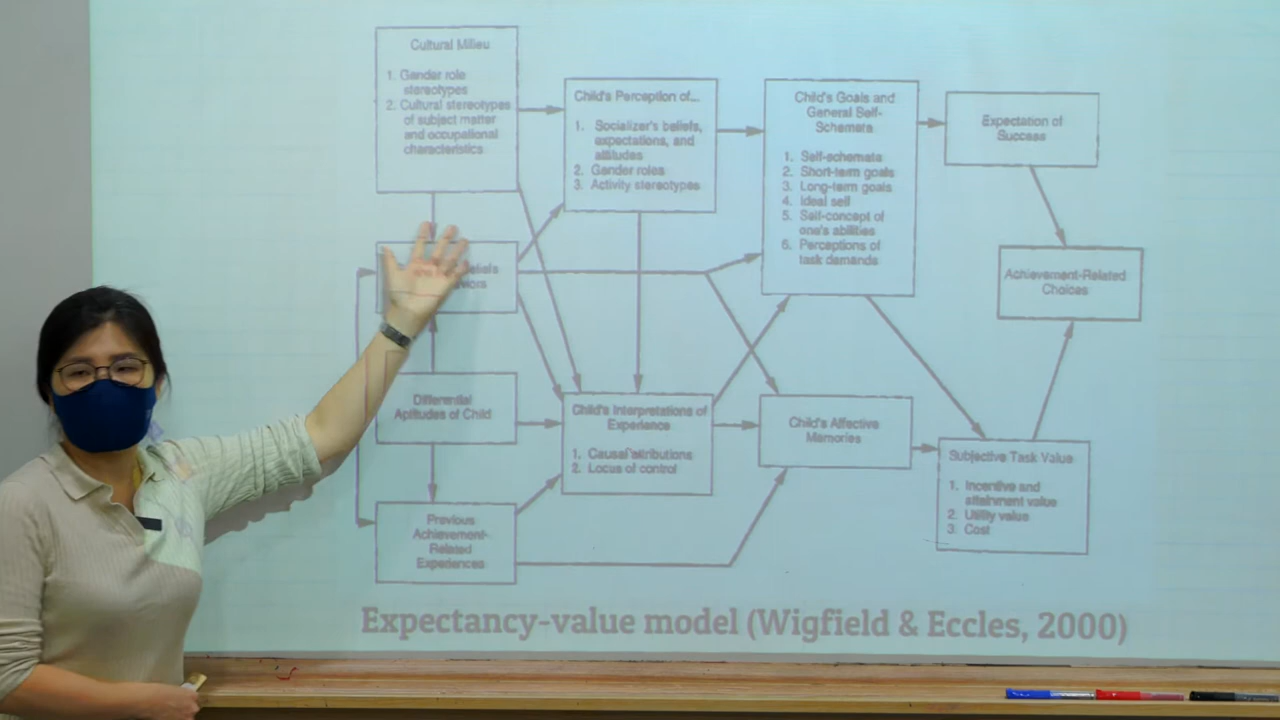 Cultural Milieu
1. Gender role
stereotypes
2. Cultural stereotypes
of subject matter
and occupational
characteristics
Child's Perception of...
1. Socializer's beliefs,
expectations, and
attitudes
2. Gender roles
3. Activity stereotypes
Child's Goals and
General Self-
Schemata
1. Self-schemata
2. Short-term goals
3. Long-term goals
4. Ideal self
5. Self-concept of
one's abilities
6. Perceptions of
task demands
Expectation of
Success
Achievement-Related
Choices
Differential
Aptitudes of Child
Child's Interpretations of
Experience
1. Causal attributions
2. Locus of control
Child's Affective
Memories
Subjective Task Value
1. Incentive and
attainment value
2. Utility value
3. Cost
Previous
Achievement-
Related
Experiences
Expectancy-value model (Wigfield & Eccles, 2000)